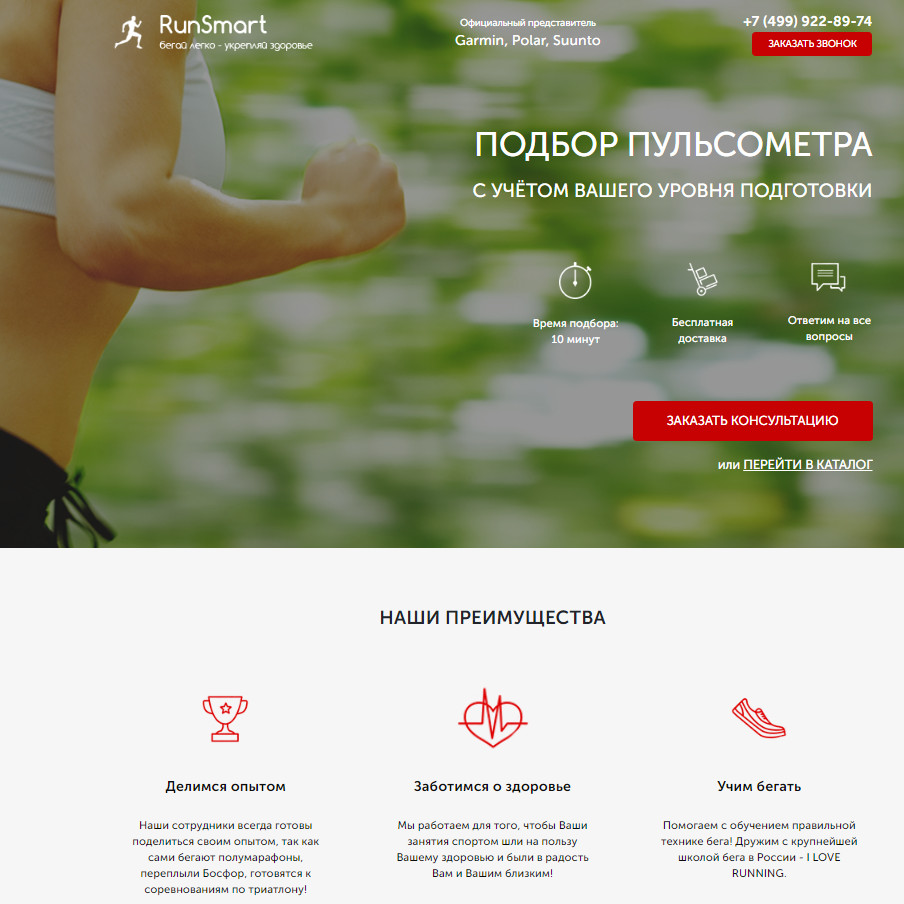 RunSmart
бегай легко - укрепляй здоровье
Официальный представитель
Garmin, Polar, Suunto
+7 (499) 922-89-74
ЗАКАЗАТЬ ЗВОНОК
ПОДБОР ПУЛЬСОМЕТРА
С УЧЁТОМ ВАШЕГО УРОВНЯ ПОДГОТОВКИ
Время подбора:
10 минут
Бесплатная
доставка
Ответим на все
вопросы
ЗАКАЗАТЬ КОНСУЛЬТАЦИЮ
или ПЕРЕЙТИ В КАТАЛОГ
НАШИ ПРЕИМУЩЕСТВА
Делимся опытом
Наши сотрудники всегда готовы
поделиться своим опытом, так как
сами бегают полумарафоны,
переплыли Босфор, готовятся к
соревнованиям по триатлону!
Заботимся о здоровье
Мы работаем для того, чтобы Ваши
занятия спортом шли на пользу
Вашему здоровью и были в радость
Вам и Вашим близким!
Учим бегать
Помогаем с обучением правильной
технике бега! Дружим с крупнейшей
школой бега в России - I LOVE
RUNNING.